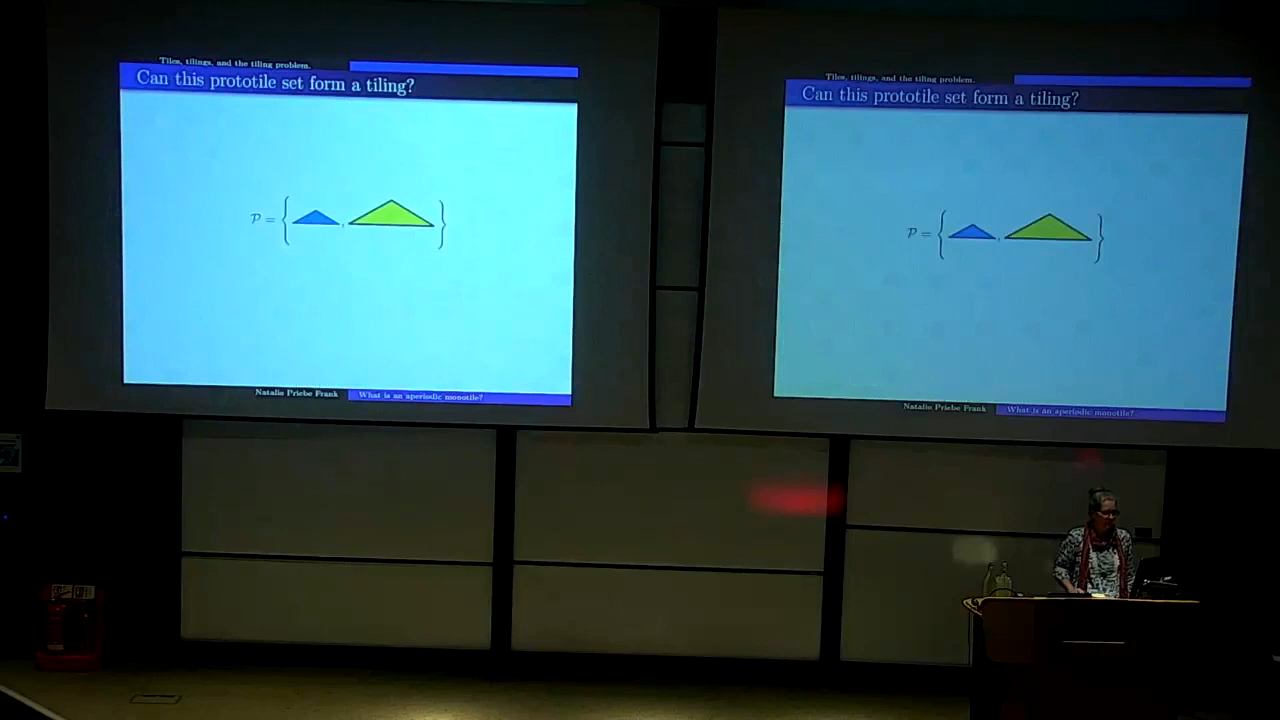 Tiles, tilings, and the tiling problem.
Can this prototile set form a tiling?
𝒫 = { , }
Natalie Priebe Frank
What is an aperiodic monotile?
Tiles, tilings, and the tiling problem.
Can this prototile set form a tiling?
𝒫 = { , }
Natalie Priebe Frank
What is an aperiodic monotile?